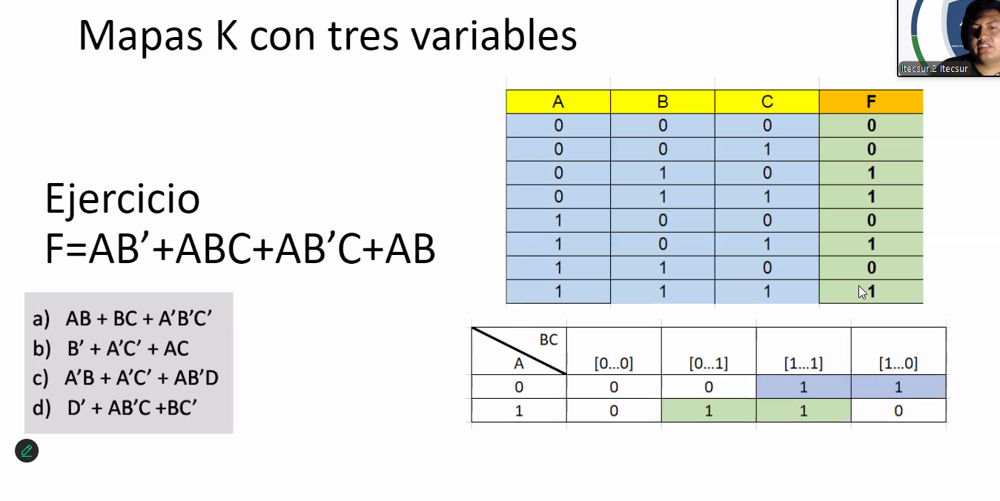 Mapas K con tres variables
Itecsur.2 Itecsur
A B C F
0 0 0 0
0 0 1 0
0 1 0 1
0 1 1 1
1 0 0 0
1 0 1 1
1 1 0 0
1 1 1 1
Ejercicio
F=AB’+ABC+AB’C+AB
a) AB + BC + A’B’C’
b) B’ + A’C’ + AC
c) A’B + A’C’ + AB’D
d) D’ + AB’C +BC’
BC
A [0...0] [0...1] [1...1] [1...0]
0 0 0 1 1
1 0 1 1 0